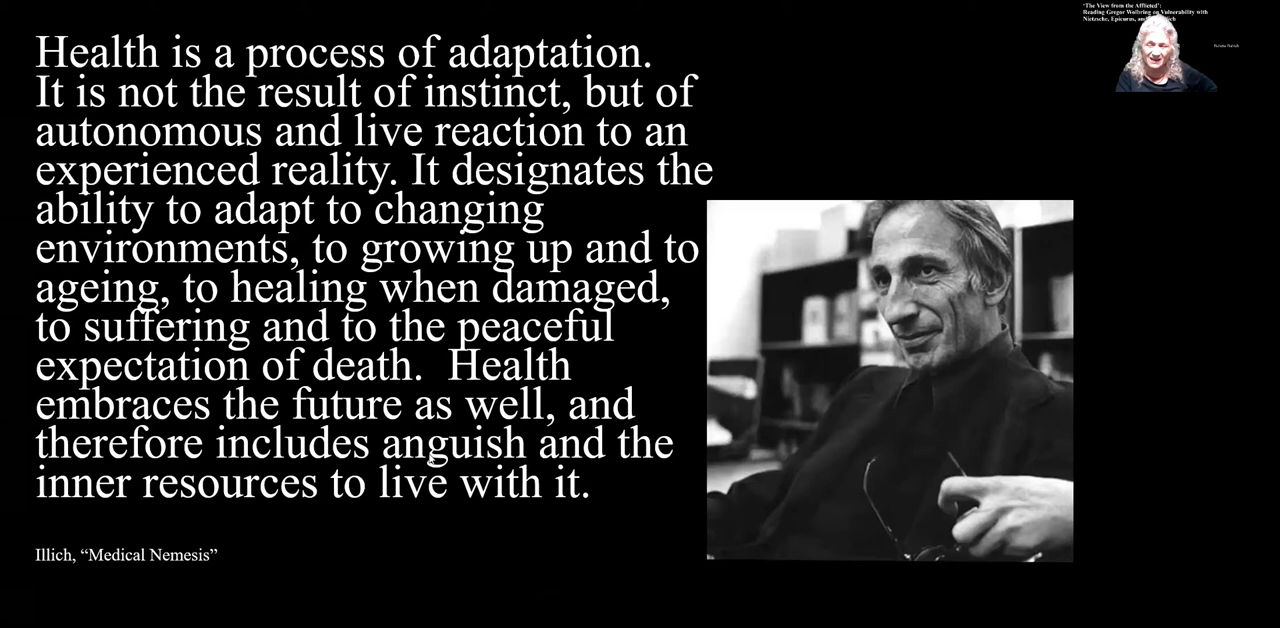 Health is a process of adaptation.
It is not the result of instinct, but of
autonomous and live reaction to an
experienced reality. It designates the
ability to adapt to changing
environments, to growing up and to
ageing, to healing when damaged,
to suffering and to the peaceful
expectation of death. Health
embraces the future as well, and
therefore includes anguish and the
inner resources to live with it.
Illich, “Medical Nemesis”
‘The View from the Afflicted’:
Reading Gregor Wolbring on Vulnerability with
Nietzsche, Epicurus, and